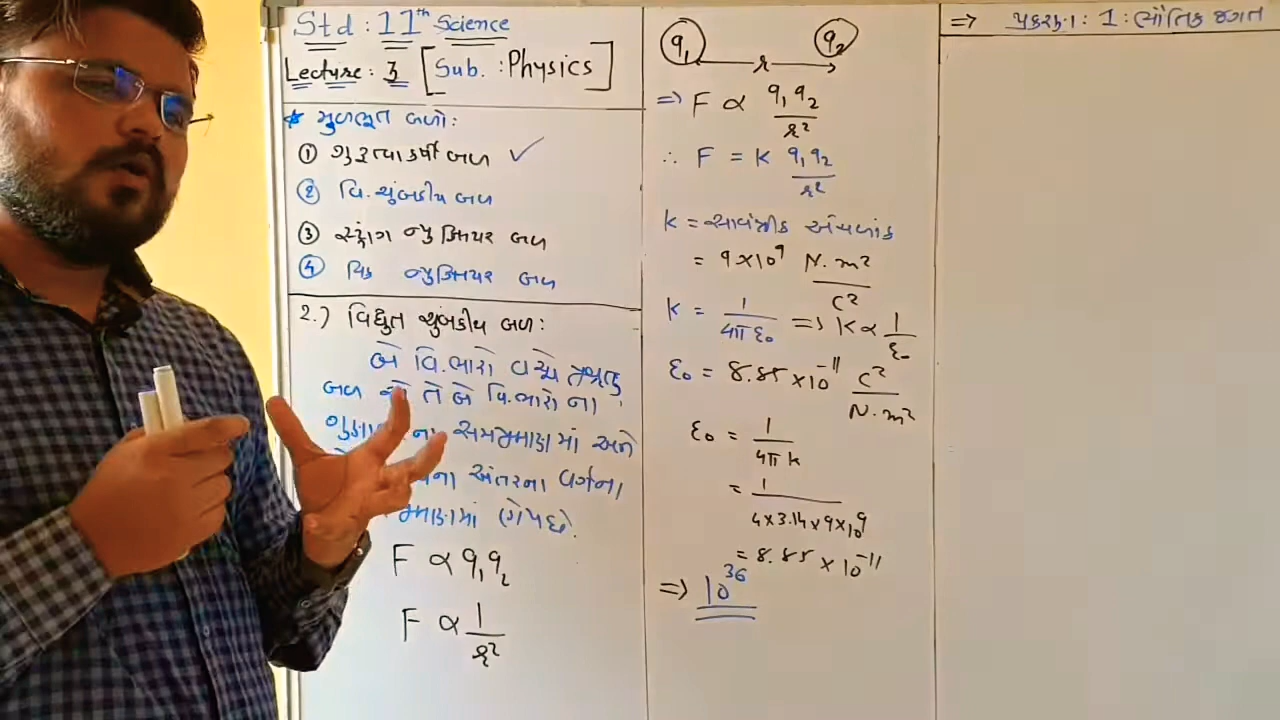 Std : 11th Science
Lecture : 3 [Sub. : Physics]
* મુળભૂત બળો :
① ગુરુત્વાકર્ષી બળ ✓
② વિ. ચુંબકીય બળ
③ સ્ટ્રોંગ ન્યુક્લિયર બળ
④ વિક ન્યુક્લિયર બળ
2.) વિદ્યુત ચુંબકીય બળ :
બે વિ.ભારો વચ્ચે
બળ તે બે વિ.ભારો ના
સમપ્રમાણમાં અને
અંતરના વર્ગના
હોય છે.
F ∝ q₁q₂
F ∝ 1/r²
q₁ r q₂
=> F ∝ q₁q₂/r²
∴ F = K q₁q₂/r²
K = સાર્વત્રીક અચળાંક
= 9×10⁹ N.m²/C²
K = 1/4πε₀ => K ∝ 1/ε₀
ε₀ = 8.85 ×10⁻¹¹ C²/N.m²
ε₀ = 1/4πk
= 1/4×3.14×9×10⁹
= 8.85 × 10⁻¹¹
=> 10³⁶
=> પ્રકરણ : 1 : ભૌતિક જગત